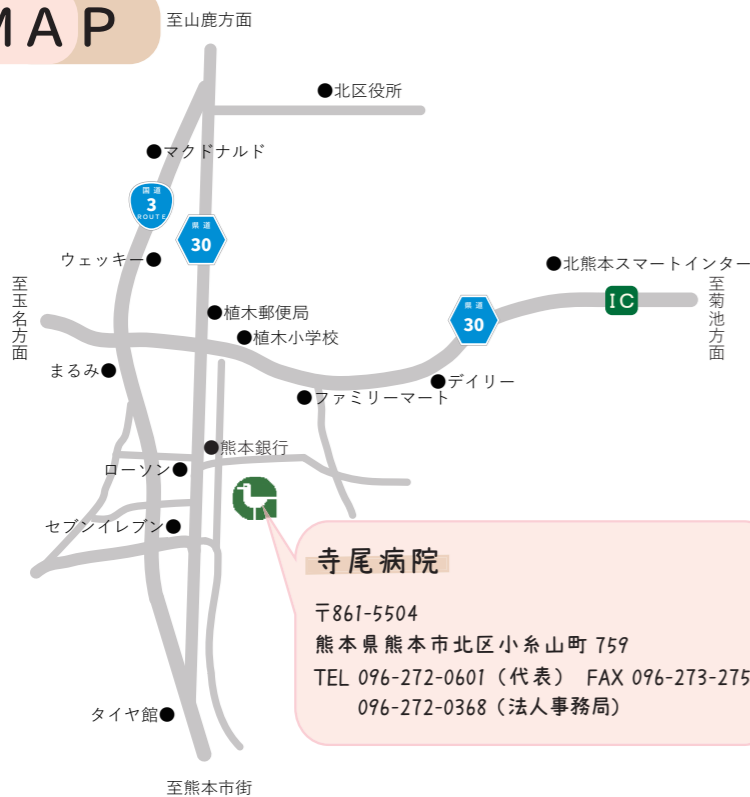 MAP
至山鹿方面
北区役所
マクドナルド
国道
3
ROUTE
県道
30
ウェッキー
北熊本スマートインター
IC
至玉名方面
至菊池方面
植木郵便局
植木小学校
県道
30
まるみ
デイリー
ファミリーマート
熊本銀行
ローソン
セブンイレブン
寺尾病院
〒861-5504
熊本県熊本市北区小糸山町 759
TEL 096-272-0601（代表） FAX 096-273-275
096-272-0368（法人事務局）
タイヤ館
至熊本市街